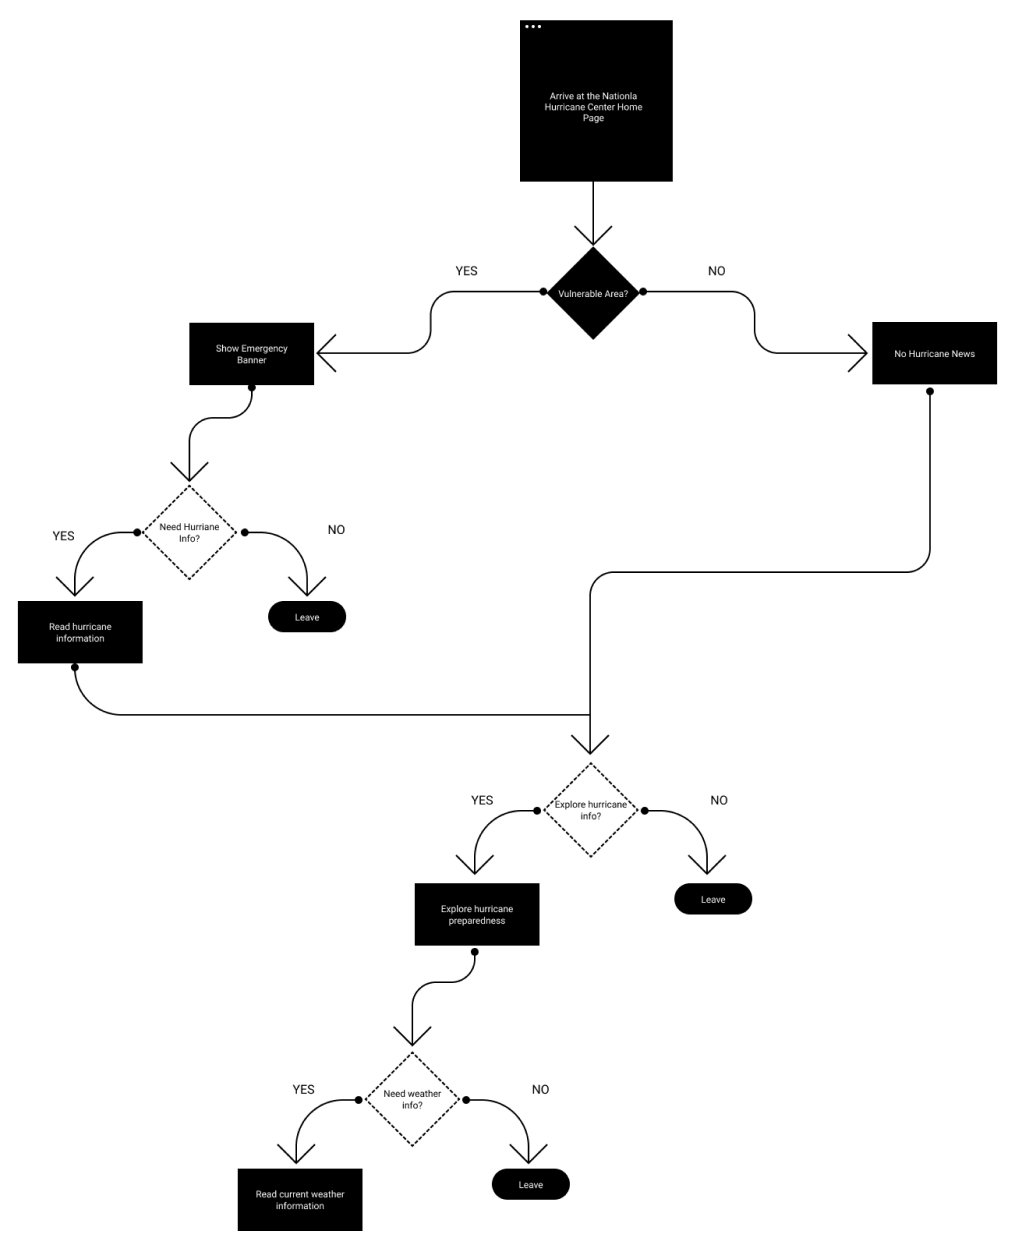 Arrive at the Nationla
Hurricane Center Home
Page
YES
NO
Vulnerable Area?
Show Emergency
Banner
No Hurricane News
YES
Need Hurriane
Info?
NO
Read hurricane
information
Leave
YES
Explore hurricane
info?
NO
Explore hurricane
preparedness
Leave
YES
Need weather
info?
NO
Read current weather
information
Leave